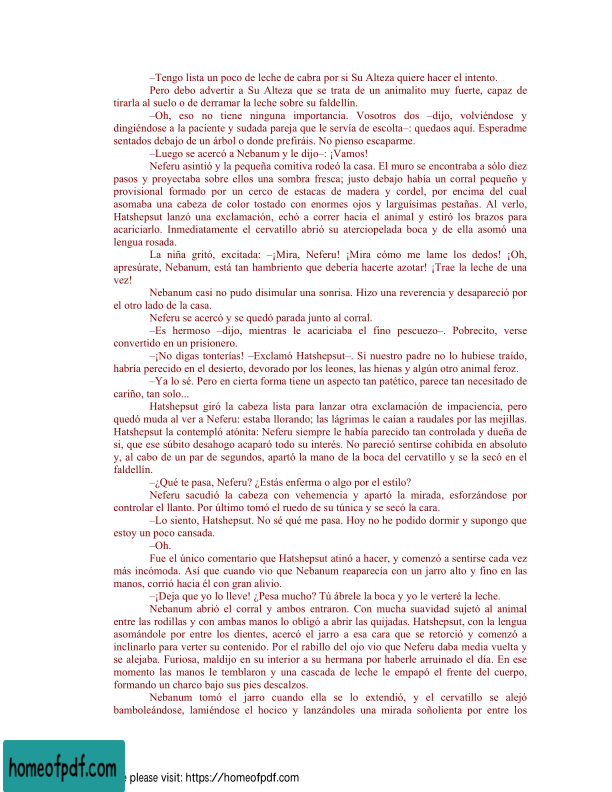 –Tengo lista un poco de leche de cabra por si Su Alteza quiere hacer el intento.
Pero debo advertir a Su Alteza que se trata de un animalito muy fuerte, capaz de
tirarla al suelo o de derramar la leche sobre su faldellín.
–Oh, eso no tiene ninguna importancia. Vosotros dos –dijo, volviéndose y
dingiéndose a la paciente y sudada pareja que le servía de escolta–: quedaos aquí. Esperadme
sentados debajo de un árbol o donde prefiráis. No pienso escaparme.
–Luego se acercó a Nebanum y le dijo–: ¡Vamos!
Neferu asintió y la pequeña comitiva rodeó la casa. El muro se encontraba a sólo diez
pasos y proyectaba sobre ellos una sombra fresca; justo debajo había un corral pequeño y
provisional formado por un cerco de estacas de madera y cordel, por encima del cual
asomaba una cabeza de color tostado con enormes ojos y larguísimas pestañas. Al verlo,
Hatshepsut lanzó una exclamación, echó a correr hacia el animal y estiró los brazos para
acariciarlo. Inmediatamente el cervatillo abrió su aterciopelada boca y de ella asomó una
lengua rosada.
La niña gritó, excitada: –¡Mira, Neferu! ¡Mira cómo me lame los dedos! ¡Oh,
apresúrate, Nebanum, está tan hambriento que debería hacerte azotar! ¡Trae la leche de una
vez!
Nebanum casi no pudo disimular una sonrisa. Hizo una reverencia y desapareció por
el otro lado de la casa.
Neferu se acercó y se quedó parada junto al corral.
–Es hermoso –dijo, mientras le acariciaba el fino pescuezo–. Pobrecito, verse
convertido en un prisionero.
–¡No digas tonterías! –Exclamó Hatshepsut–. Si nuestro padre no lo hubiese traído,
habría perecido en el desierto, devorado por los leones, las hienas y algún otro animal feroz.
–Ya lo sé. Pero en cierta forma tiene un aspecto tan patético, parece tan necesitado de
cariño, tan solo...
Hatshepsut giró la cabeza lista para lanzar otra exclamación de impaciencia, pero
quedó muda al ver a Neferu: estaba llorando; las lágrimas le caían a raudales por las mejillas.
Hatshepsut la contempló atónita: Neferu siempre le había parecido tan controlada y dueña de
si, que ese súbito desahogo acaparó todo su interés. No pareció sentirse cohibida en absoluto
y, al cabo de un par de segundos, apartó la mano de la boca del cervatillo y se la secó en el
faldellín.
–¿Qué te pasa, Neferu? ¿Estás enferma o algo por el estilo?
Neferu sacudió la cabeza con vehemencia y apartó la mirada, esforzándose por
controlar el llanto. Por último tomó el ruedo de su túnica y se secó la cara.
–Lo siento, Hatshepsut. No sé qué me pasa. Hoy no he podido dormir y supongo que
estoy un poco cansada.
–Oh.
Fue el único comentario que Hatshepsut atinó a hacer, y comenzó a sentirse cada vez
más incómoda. Así que cuando vio que Nebanum reaparecía con un jarro alto y fino en las
manos, corrió hacia él con gran alivio.
–¡Deja que yo lo lleve! ¿Pesa mucho? Tú ábrele la boca y yo le verteré la leche.
Nebanum abrió el corral y ambos entraron. Con mucha suavidad sujetó al animal
entre las rodillas y con ambas manos lo obligó a abrir las quijadas. Hatshepsut, con la lengua
asomándole por entre los dientes, acercó el jarro a esa cara que se retorció y comenzó a
inclinarlo para verter su contenido. Por el rabillo del ojo vio que Neferu daba media vuelta y
se alejaba. Furiosa, maldijo en su interior a su hermana por haberle arruinado el día. En ese
momento las manos le temblaron y una cascada de leche le empapó el frente del cuerpo,
formando un charco bajo sus pies descalzos.
Nebanum tomó el jarro cuando ella se lo extendió, y el cervatillo se alejó
bamboleándose, lamiéndose el hocico y lanzándoles una mirada soñolienta por entre los
homeofpdf.com please visit: https://homeofpdf.com